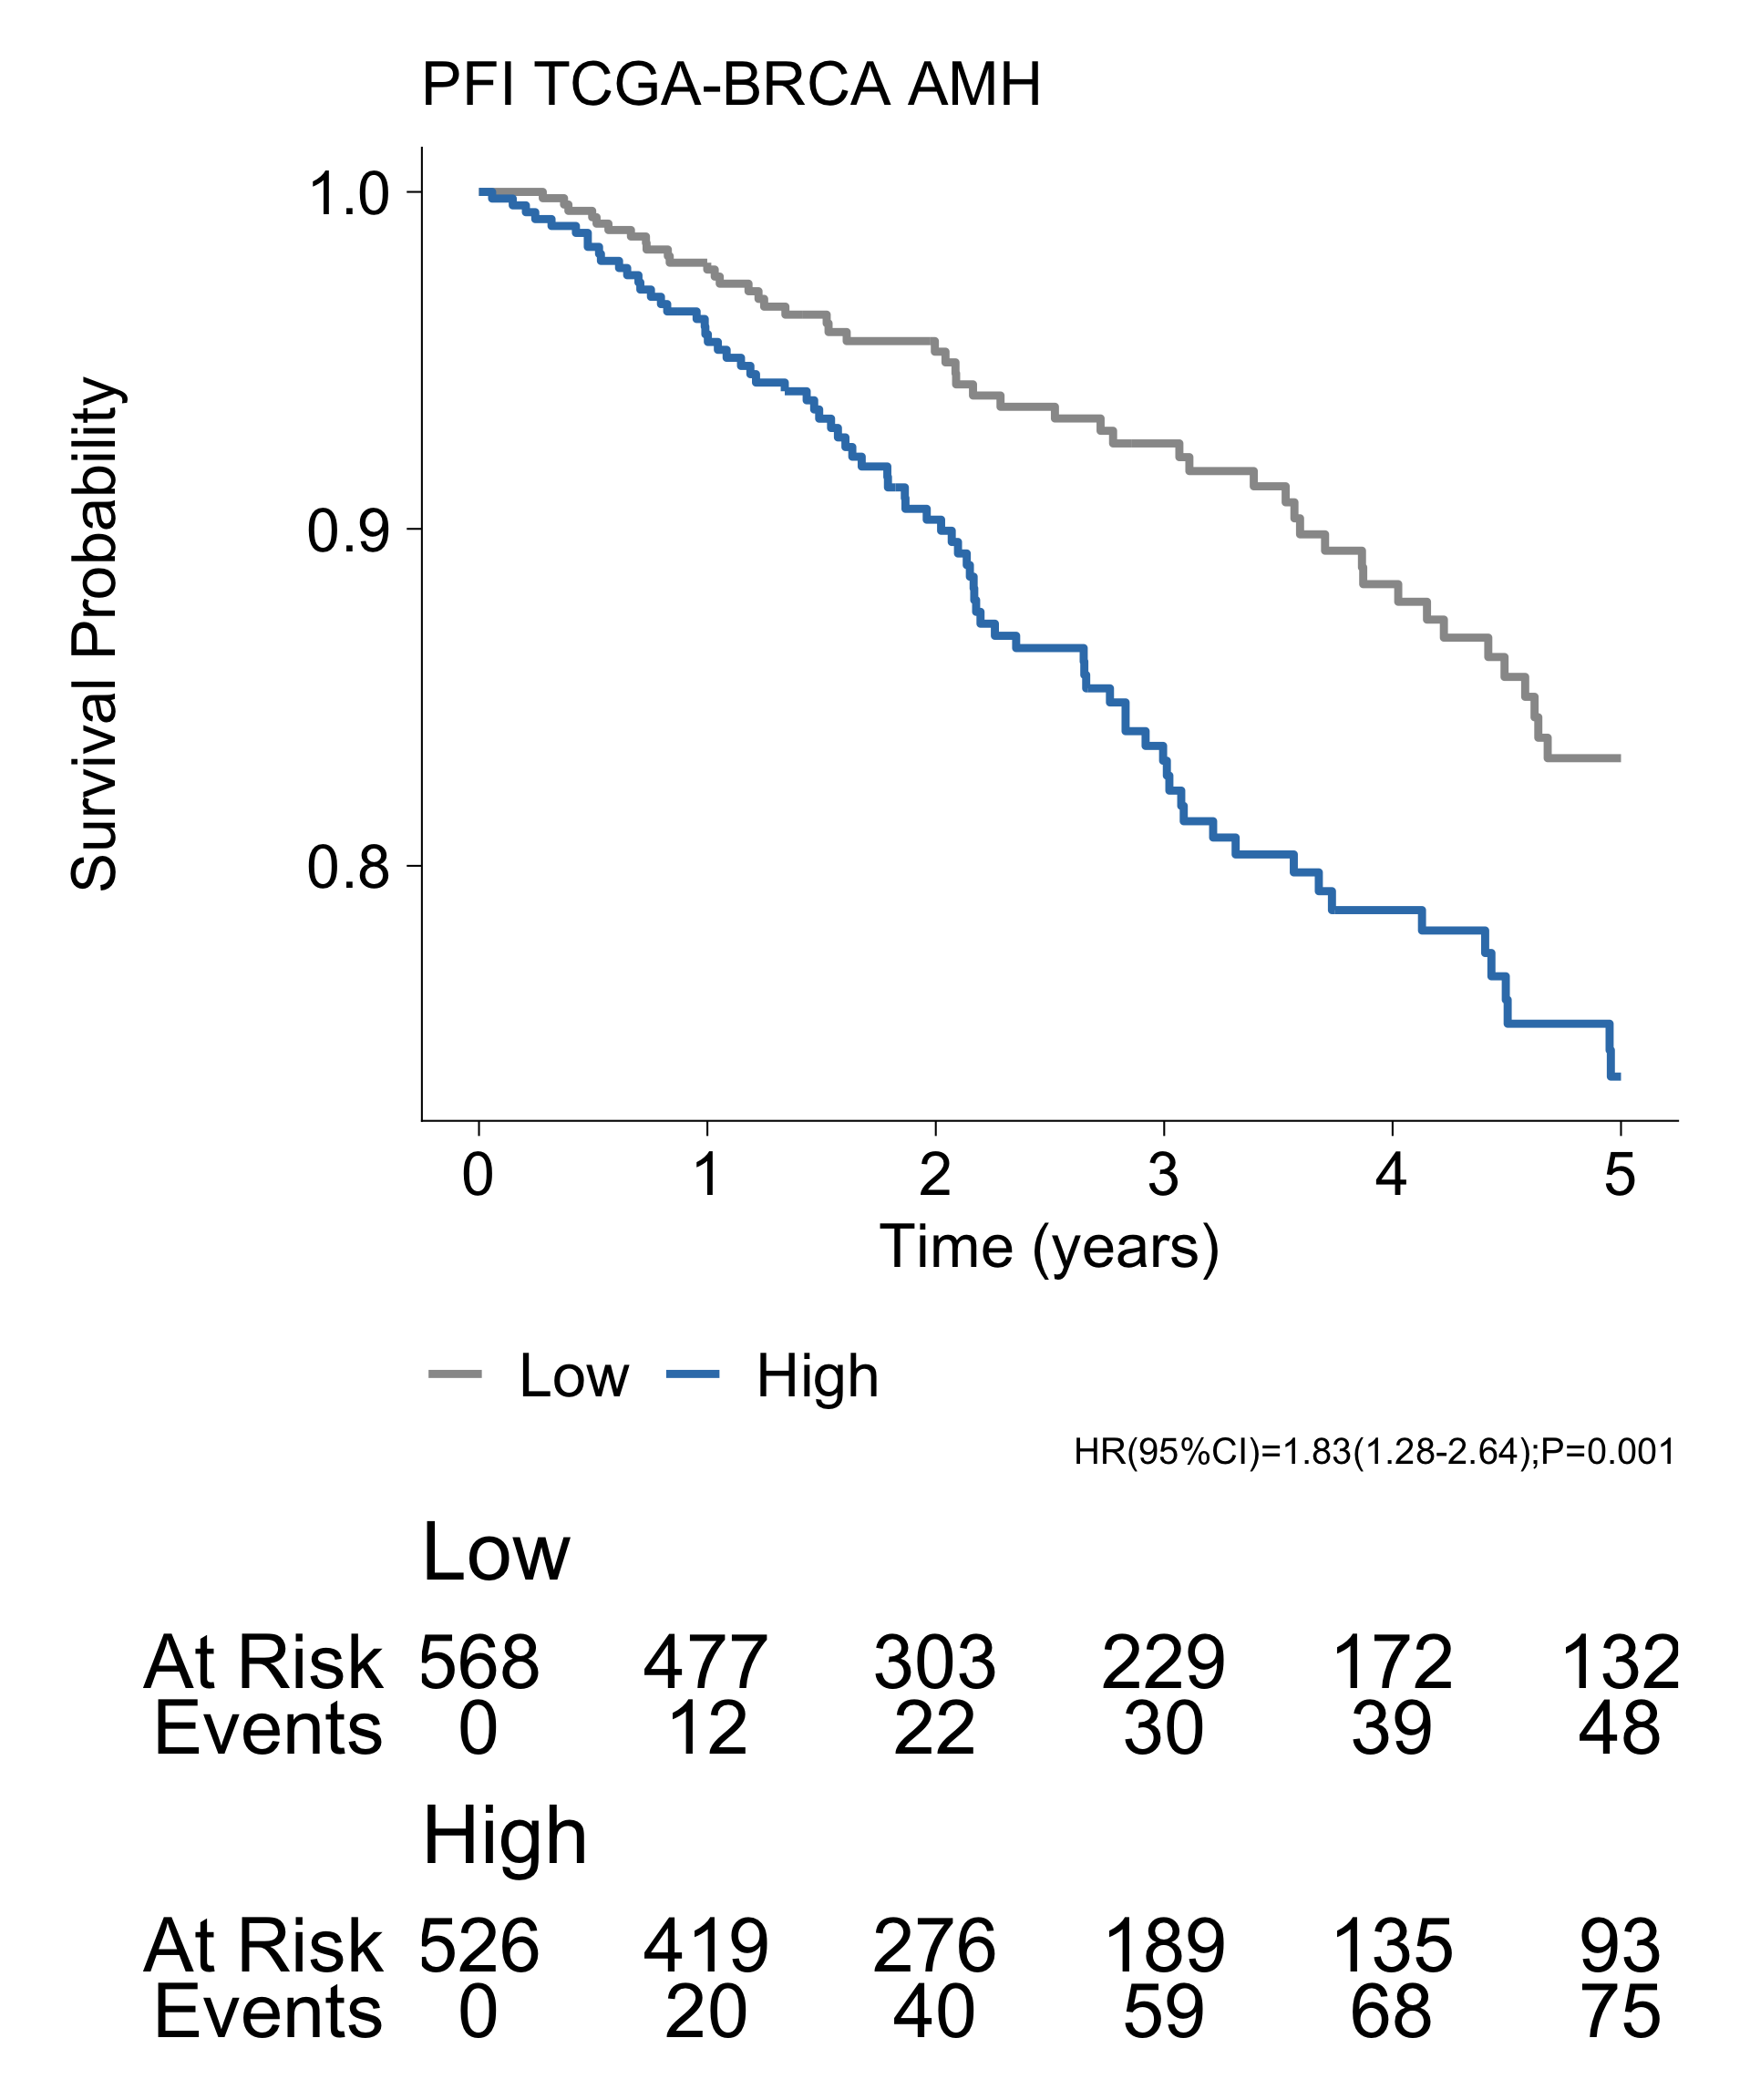 PFI TCGA-BRCA AMH
Survival Probability
1.0
0.9
0.8
0 1 2 3 4 5
Time (years)
Low High
HR(95%CI)=1.83(1.28-2.64);P=0.001
Low
At Risk 568 477 303 229 172 132
Events 0 12 22 30 39 48
High
At Risk 526 419 276 189 135 93
Events 0 20 40 59 68 75